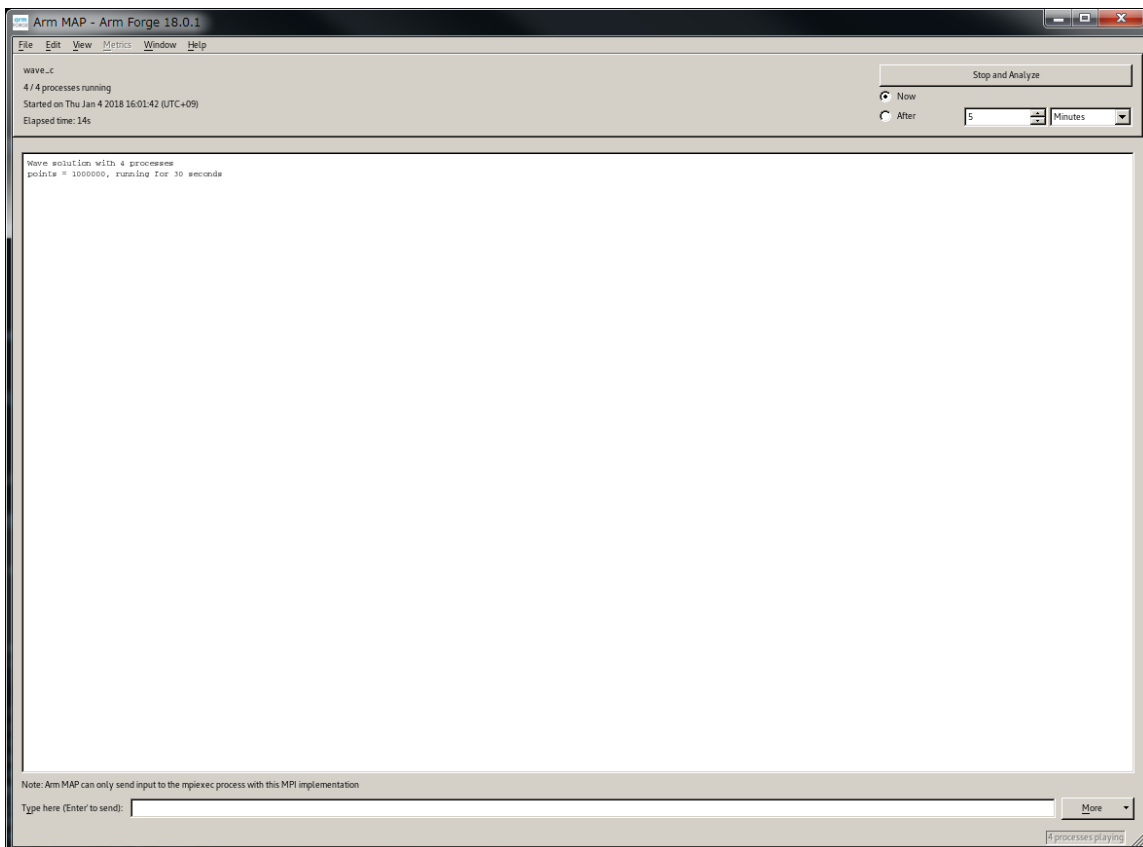 arm
FORGE
Arm MAP - Arm Forge 18.0.1
File Edit View Metrics Window Help
wave_c
4 / 4 processes running
Started on Thu Jan 4 2018 16:01:42 (UTC+09)
Elapsed time: 14s
Stop and Analyze
Now
After 5 Minutes
Wave solution with 4 processes
points = 1000000, running for 30 seconds
Note: Arm MAP can only send input to the mpiexec process with this MPI implementation
Type here ('Enter' to send):
More
4 processes playing